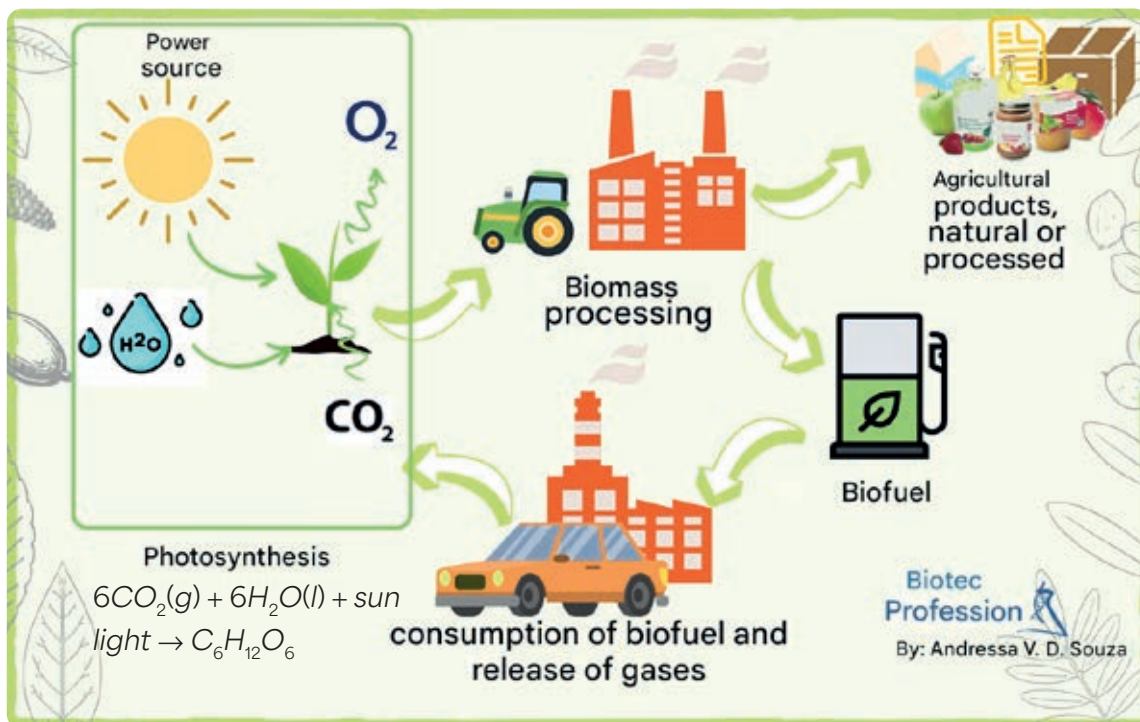 Power
source
O₂
H²O
CO₂
Biomass
processing
Agricultural
products,
natural or
processed
Biofuel
consumption of biofuel and
release of gases
Photosynthesis
6CO₂(g) + 6H₂O(l) + sun
light → C₆H₁₂O₆
Biotec
Profession
By: Andressa V. D. Souza